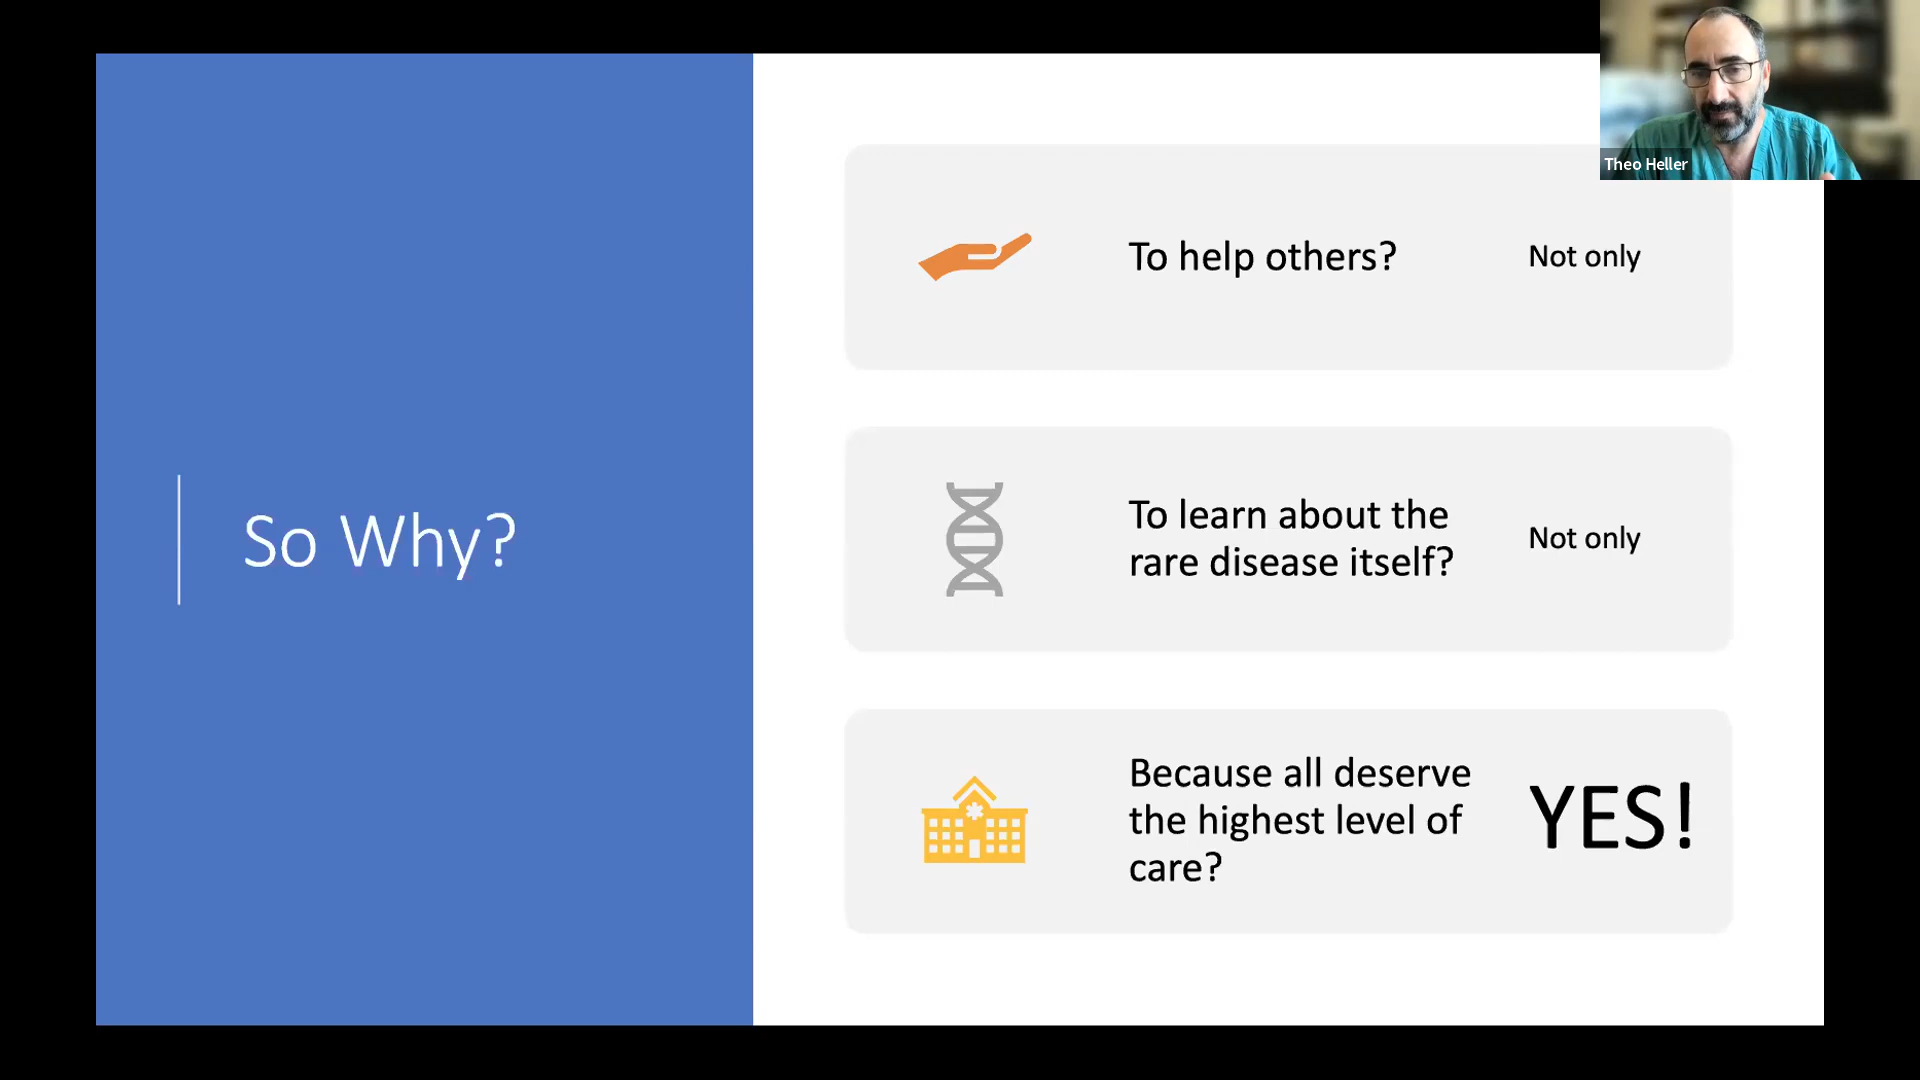 Theo Heller
So Why?
To help others?
Not only
To learn about the
rare disease itself?
Not only
Because all deserve
the highest level of
care?
YES!